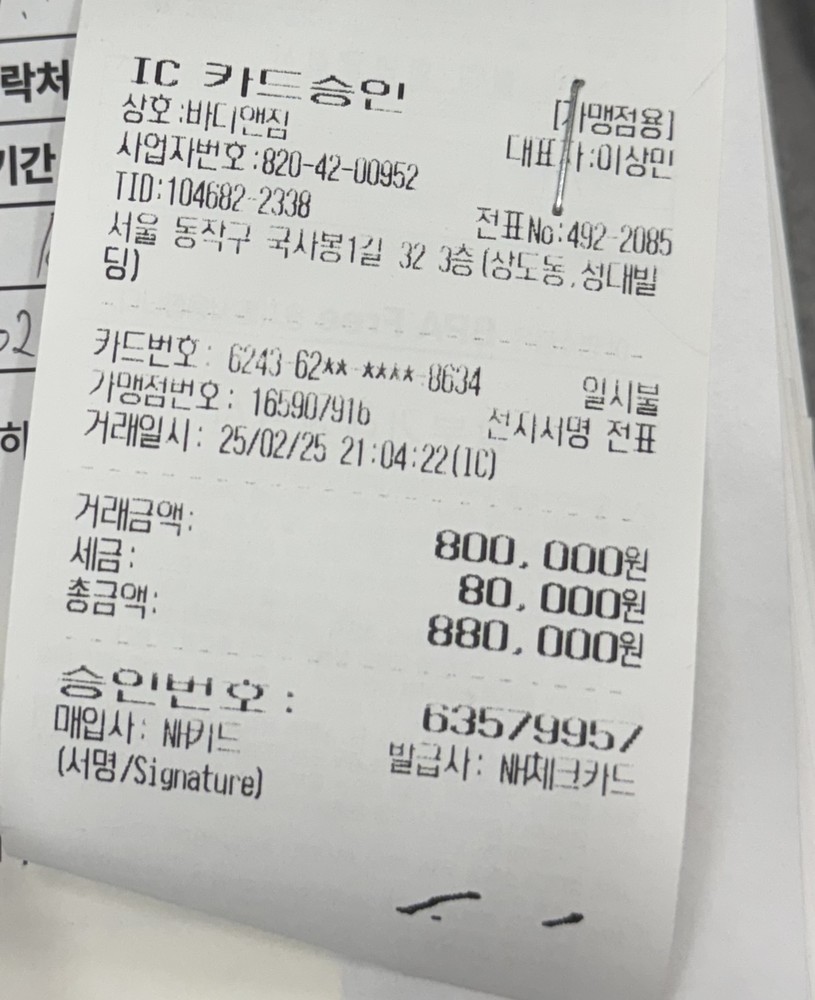 IC 카드승인
[가맹점용]
상호:바디앤짐
대표자:이상민
사업자번호:820-42-00952
TID:104682-2338
전표No:492-2085
서울 동작구 국사봉1길 32 3층 (상도동,성대빌
딩)
카드번호: 6243-62**-****-8634
일시불
가맹점번호: 165907916
전자서명 전표
거래일시: 25/02/25 21:04:22(IC)
거래금액: 800,000원
세금: 80,000원
총금액: 880,000원
승인번호: 63579957
매입사: NH카드
발급사: NH체크카드
(서명/Signature)
락처
기간